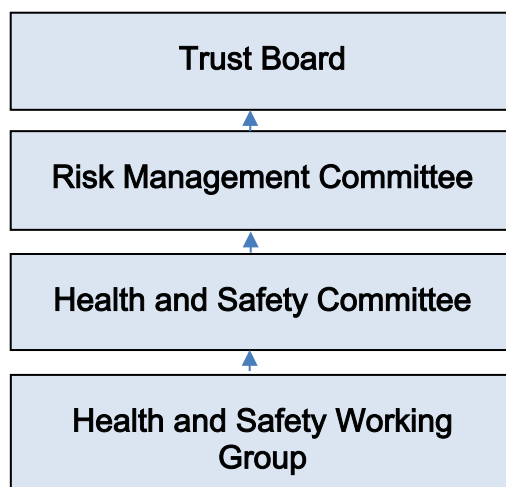 Trust Board
Risk Management Committee
Health and Safety Committee
Health and Safety Working
Group